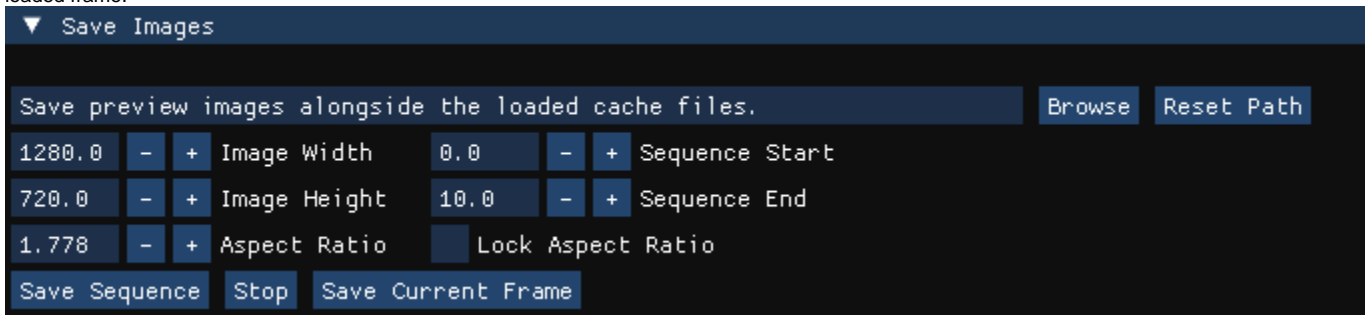 loaded frame.
▼ Save Images
Save preview images alongside the loaded cache files. Browse Reset Path
1280.0 - + Image Width 0.0 - + Sequence Start
720.0 - + Image Height 10.0 - + Sequence End
1.778 - + Aspect Ratio Lock Aspect Ratio
Save Sequence Stop Save Current Frame